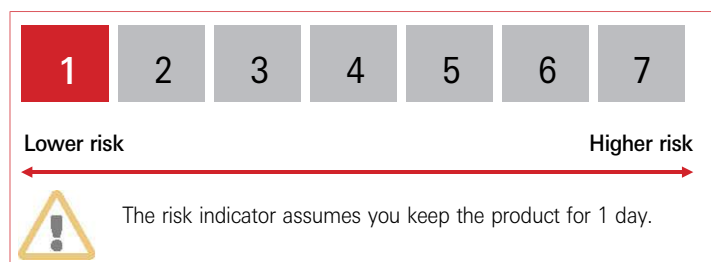 1 2 3 4 5 6 7
Lower risk Higher risk
The risk indicator assumes you keep the product for 1 day.